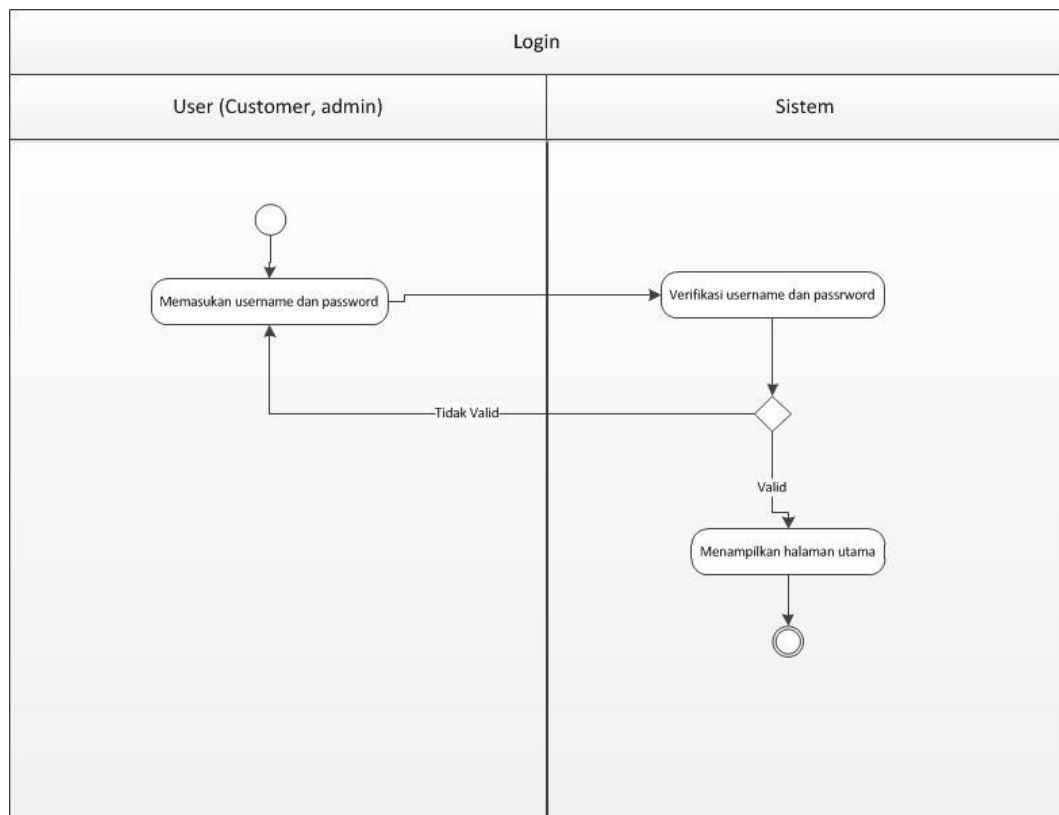 Login
User (Customer, admin)
Sistem
Memasukan username dan password
Verifikasi username dan passrword
Tidak Valid
Valid
Menampilkan halaman utama